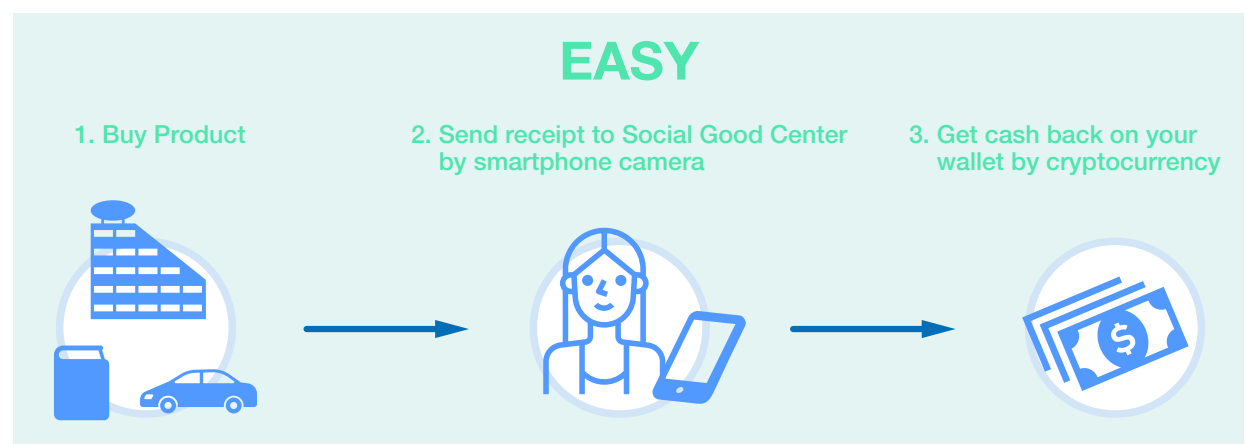 EASY
1. Buy Product
2. Send receipt to Social Good Center
by smartphone camera
3. Get cash back on your
wallet by cryptocurrency
$